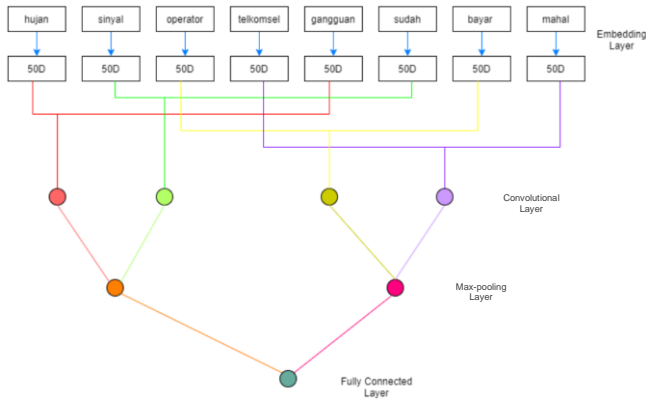 hujan sinyal operator telkomsel gangguan sudah bayar mahal
Embedding
Layer
50D 50D 50D 50D 50D 50D 50D 50D
Convolutional
Layer
Max-pooling
Layer
Fully Connected
Layer